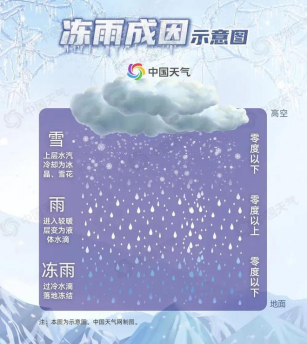 冻雨成因示意图
中国天气
高空
雪
上层水汽
冷却为冰
晶、雪花
零度以下
雨
进入较暖
层变为液
体水滴
零度以上
冻雨
过冷水滴
落地冻结
零度以下
地面
注：本图为示意图，中国天气网制图。